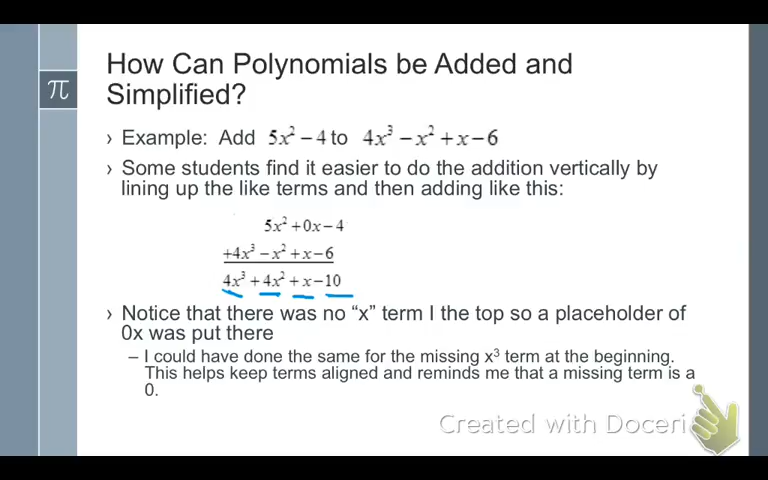 How Can Polynomials be Added and
Simplified?
π
› Example: Add 5x² – 4 to 4x³ – x² + x – 6
› Some students find it easier to do the addition vertically by
lining up the like terms and then adding like this:
5x² + 0x – 4
+4x³ – x² + x – 6
4x³ + 4x² + x – 10
› Notice that there was no “x” term I the top so a placeholder of
0x was put there
– I could have done the same for the missing x³ term at the beginning.
This helps keep terms aligned and reminds me that a missing term is a
0.
Created with Doceri